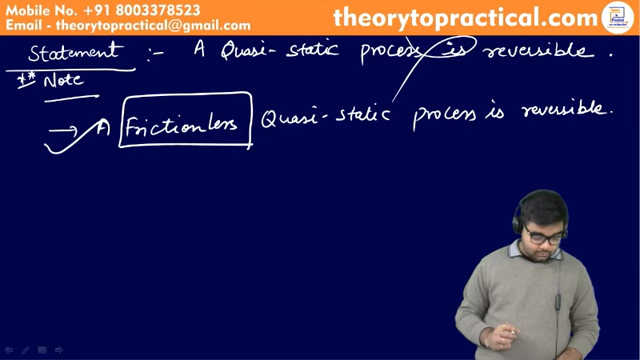 Mobile No. +91 8003378523
Email - theorytopractical@gmail.com
theorytopractical.com
Statement :- A Quasi-static process is reversible.
** Note
→ A Frictionless Quasi-static process is reversible.